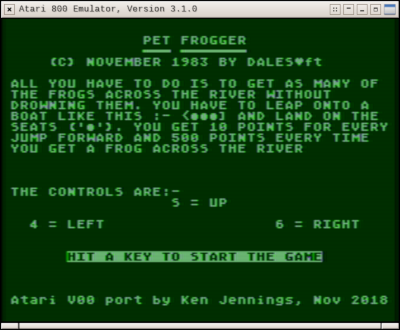 Atari 800 Emulator, Version 3.1.0
PET FROGGER
(C) NOVEMBER 1983 BY DALES♥ft
ALL YOU HAVE TO DO IS TO GET AS MANY OF
THE FROGS ACROSS THE RIVER WITHOUT
DROWNING THEM. YOU HAVE TO LEAP ONTO A
BOAT LIKE THIS :- <●●●] AND LAND ON THE
SEATS ('●'). YOU GET 10 POINTS FOR EVERY
JUMP FORWARD AND 500 POINTS EVERY TIME
YOU GET A FROG ACROSS THE RIVER
THE CONTROLS ARE:-
S = UP
4 = LEFT 6 = RIGHT
HIT A KEY TO START THE GAME
Atari V00 port by Ken Jennings, Nov 2018